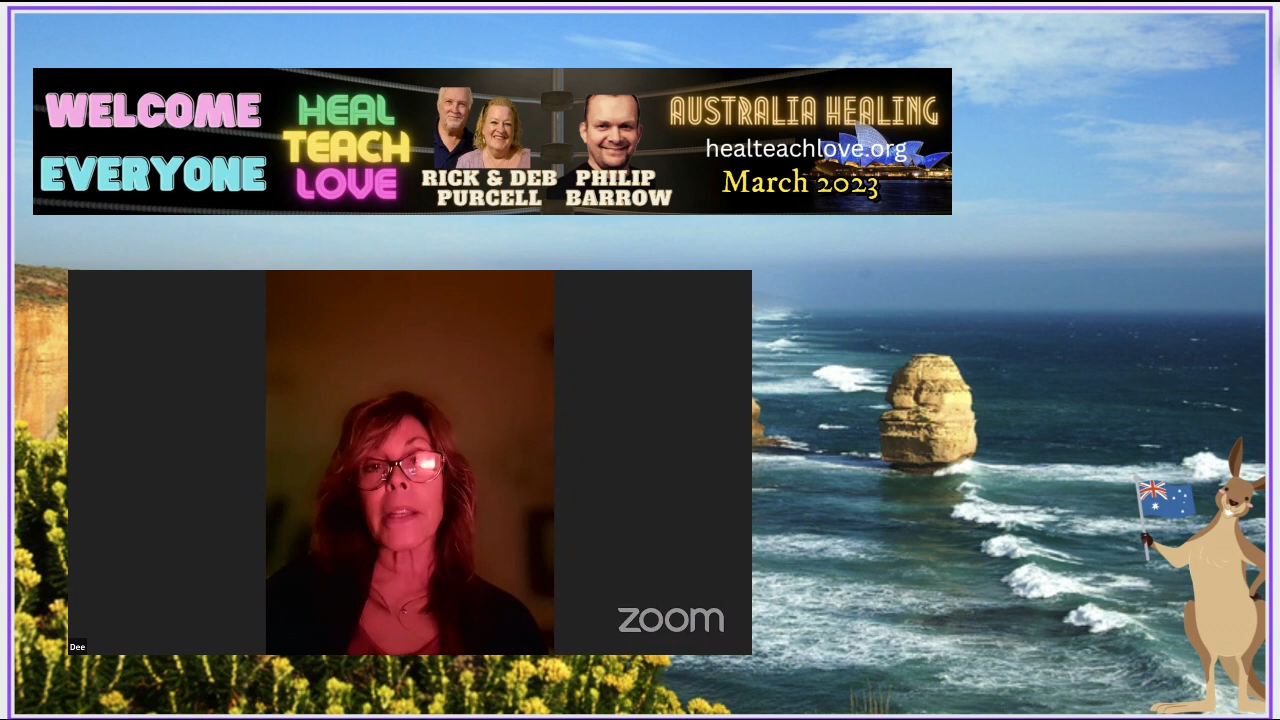 WELCOME
EVERYONE
HEAL
TEACH
LOVE
RICK & DEB
PURCELL
PHILIP
BARROW
AUSTRALIA HEALING
healteachlove.org
March 2023
zoom
Dee